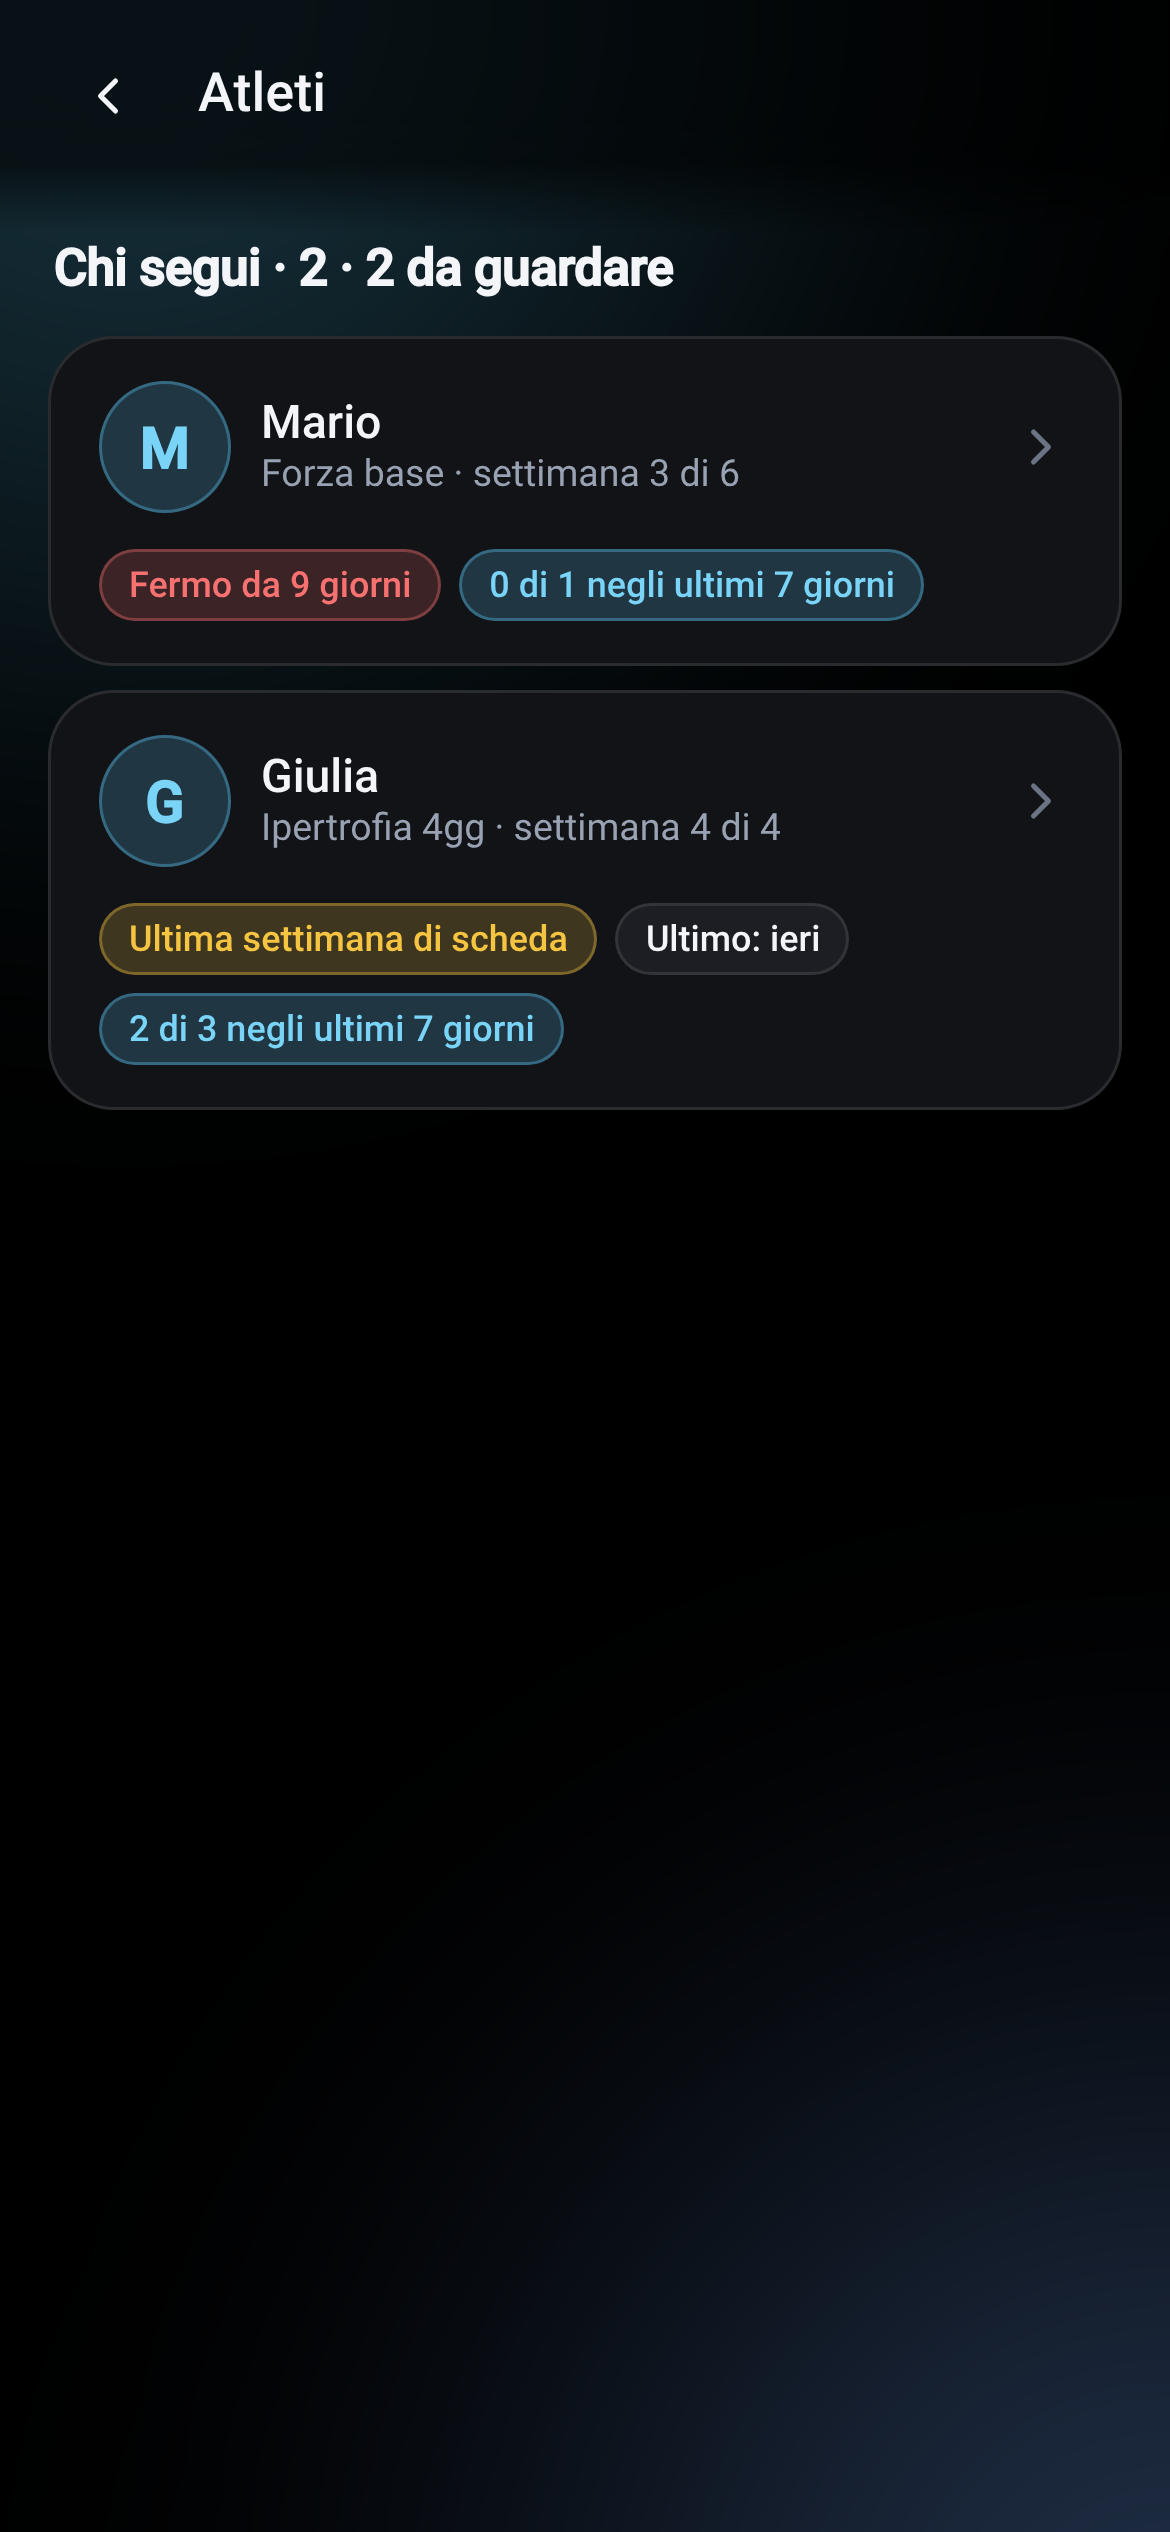 Atleti
Chi segui · 2 · 2 da guardare
M
Mario
Forza base · settimana 3 di 6
Fermo da 9 giorni
0 di 1 negli ultimi 7 giorni
G
Giulia
Ipertrofia 4gg · settimana 4 di 4
Ultima settimana di scheda
Ultimo: ieri
2 di 3 negli ultimi 7 giorni